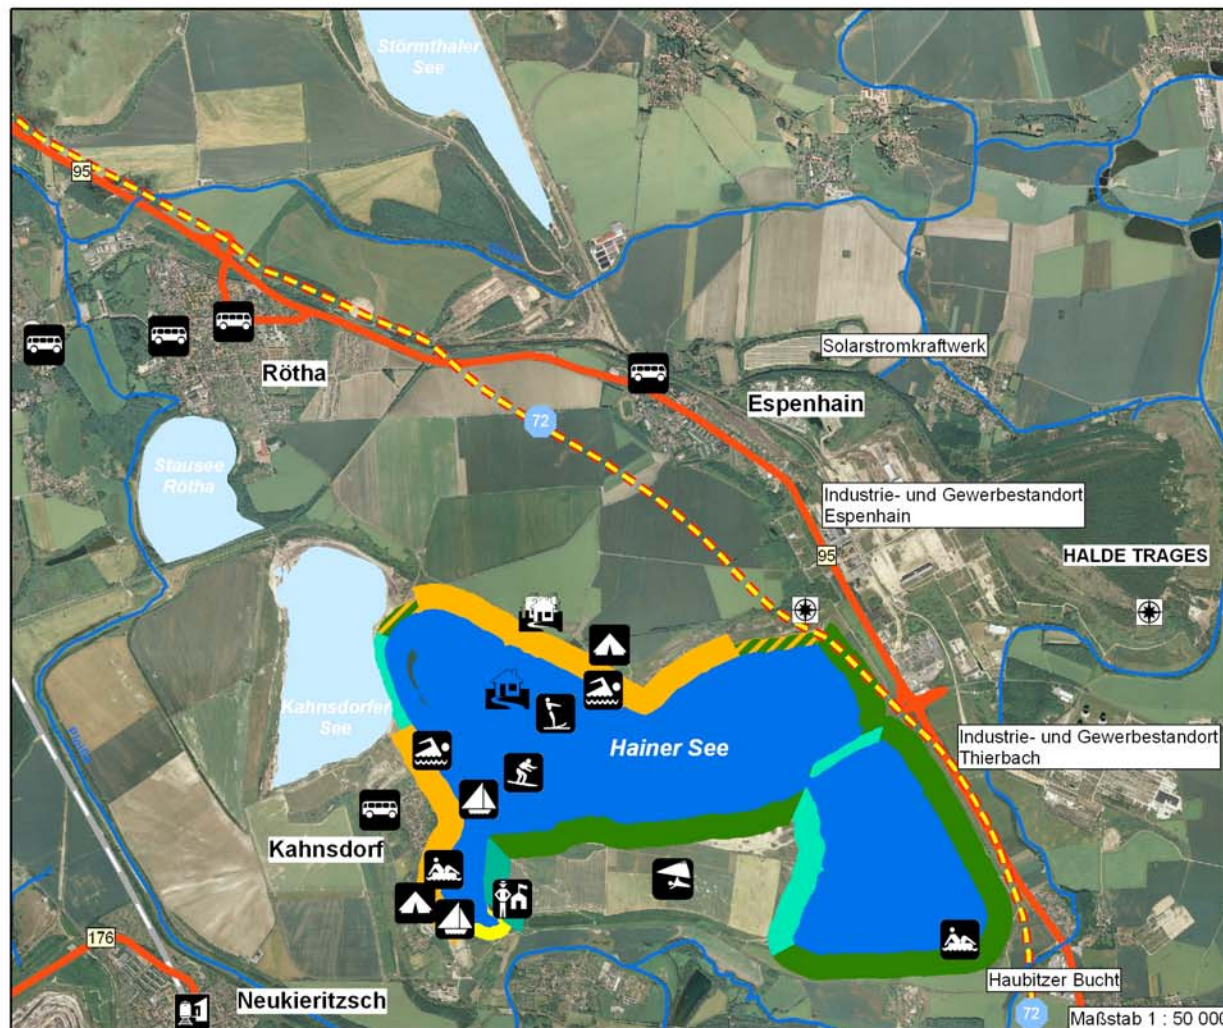 Störmthaler
See
95
Rötha
Solarstromkraftwerk
Espenhain
72
Stausee
Rötha
Industrie- und Gewerbestandort
Espenhain
95
HALDE TRAGES
Kahnsdorfer
See
Hainer See
Industrie- und Gewerbestandort
Thierbach
Kahnsdorf
176
Neukieritzsch
Haubitzer Bucht
72
Maßstab 1 : 50 000